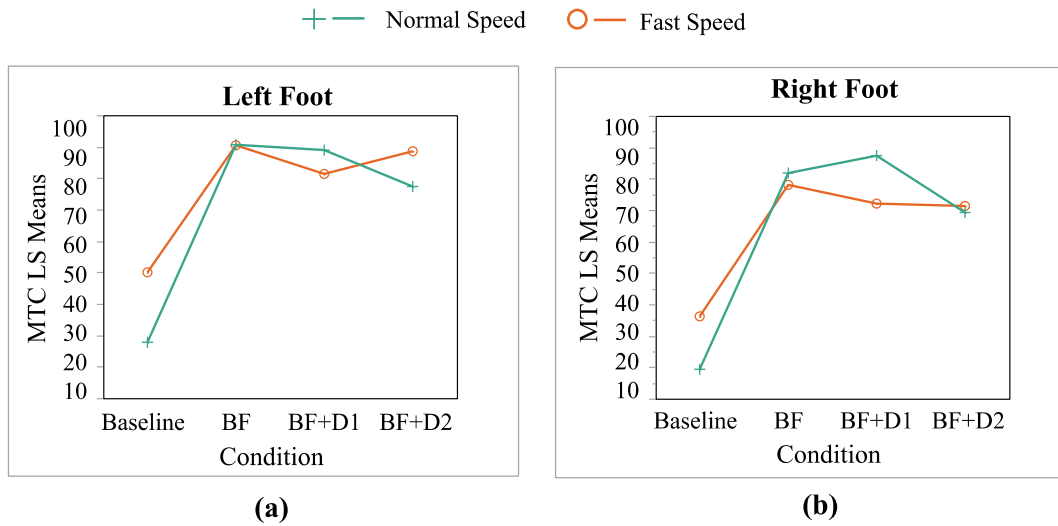 Normal Speed Fast Speed
Left Foot
MTC LS Means
100
90
80
70
60
50
40
30
20
10
Baseline BF BF+D1 BF+D2
Condition
(a)
Right Foot
MTC LS Means
100
90
80
70
60
50
40
30
20
10
Baseline BF BF+D1 BF+D2
Condition
(b)